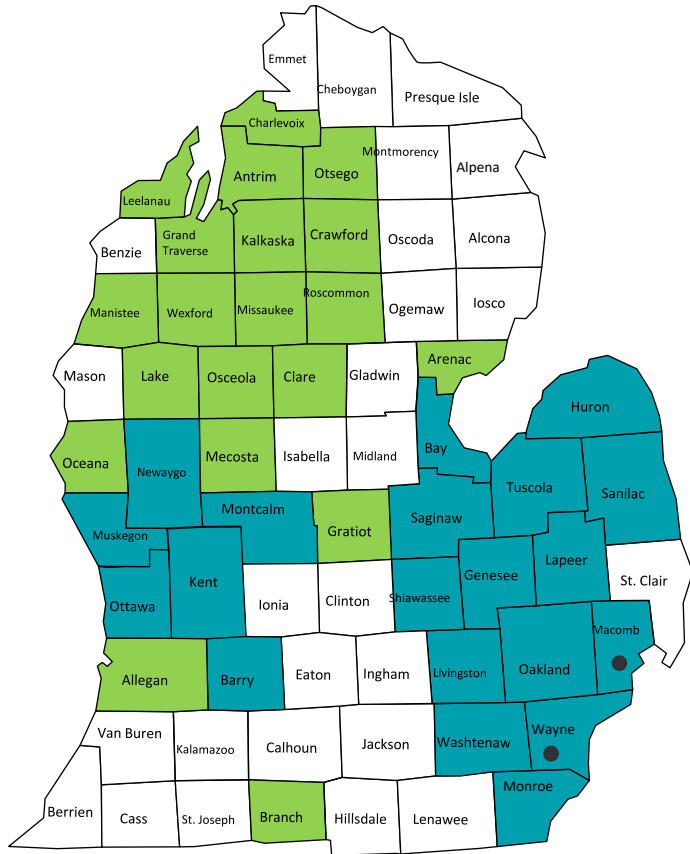 Emmet
Cheboygan
Presque Isle
Charlevoix
Montmorency
Alpena
Antrim
Otsego
Leelanau
Grand
Traverse
Kalkaska
Crawford
Oscoda
Alcona
Benzie
Roscommon
Iosco
Manistee
Wexford
Missaukee
Ogemaw
Arenac
Mason
Lake
Osceola
Clare
Gladwin
Huron
Bay
Oceana
Newaygo
Mecosta
Isabella
Midland
Tuscola
Sanilac
Montcalm
Saginaw
Muskegon
Gratiot
Lapeer
Kent
Genesee
St. Clair
Ottawa
Ionia
Clinton
Shiawassee
Macomb
Allegan
Barry
Eaton
Ingham
Livingston
Oakland
Van Buren
Kalamazoo
Calhoun
Jackson
Washtenaw
Wayne
Monroe
Berrien
Cass
St. Joseph
Branch
Hillsdale
Lenawee